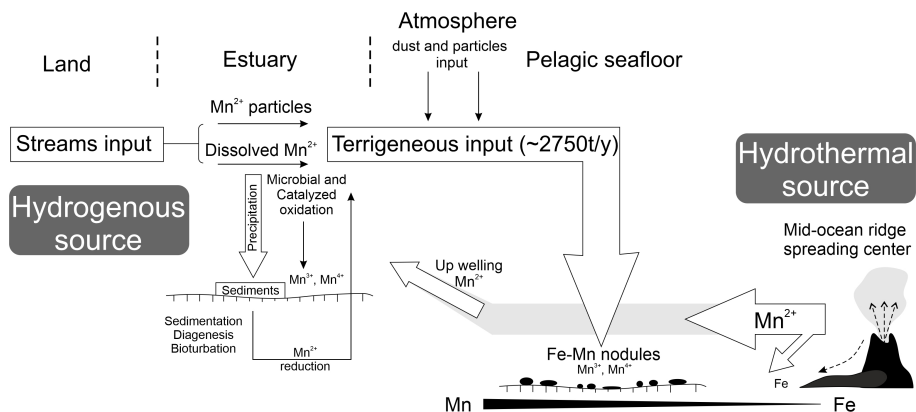 Atmosphere
dust and particles
input
Land
Estuary
Pelagic seafloor
Mn²⁺ particles
Streams input
Dissolved Mn²⁺
Terrigeneous input (~2750t/y)
Hydrothermal
source
Hydrogenous
source
Precipitation
Microbial and
Catalyzed
oxidation
Mid-ocean ridge
spreading center
Up welling
Mn²⁺
Sediments
Mn³⁺, Mn⁴⁺
Mn²⁺
Sedimentation
Diagenesis
Bioturbation
Mn²⁺
reduction
Fe-Mn nodules
Mn³⁺, Mn⁴⁺
Fe
Mn
Fe